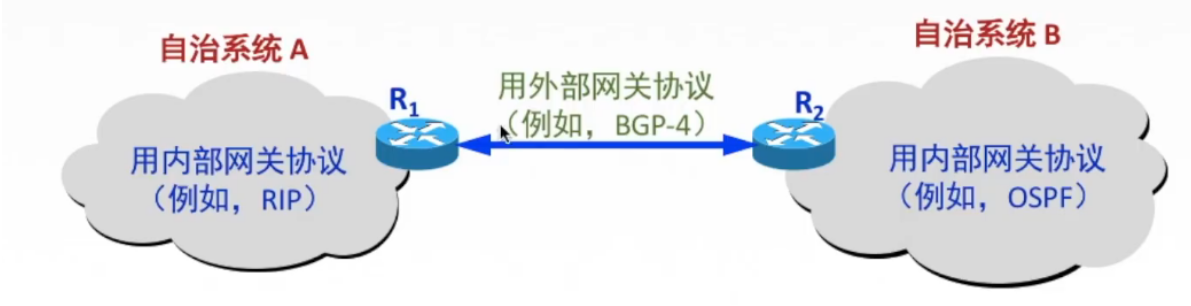 自治系统 A
自治系统 B
R1
用外部网关协议
（例如，BGP-4）
R2
用内部网关协议
（例如，RIP）
用内部网关协议
（例如，OSPF）